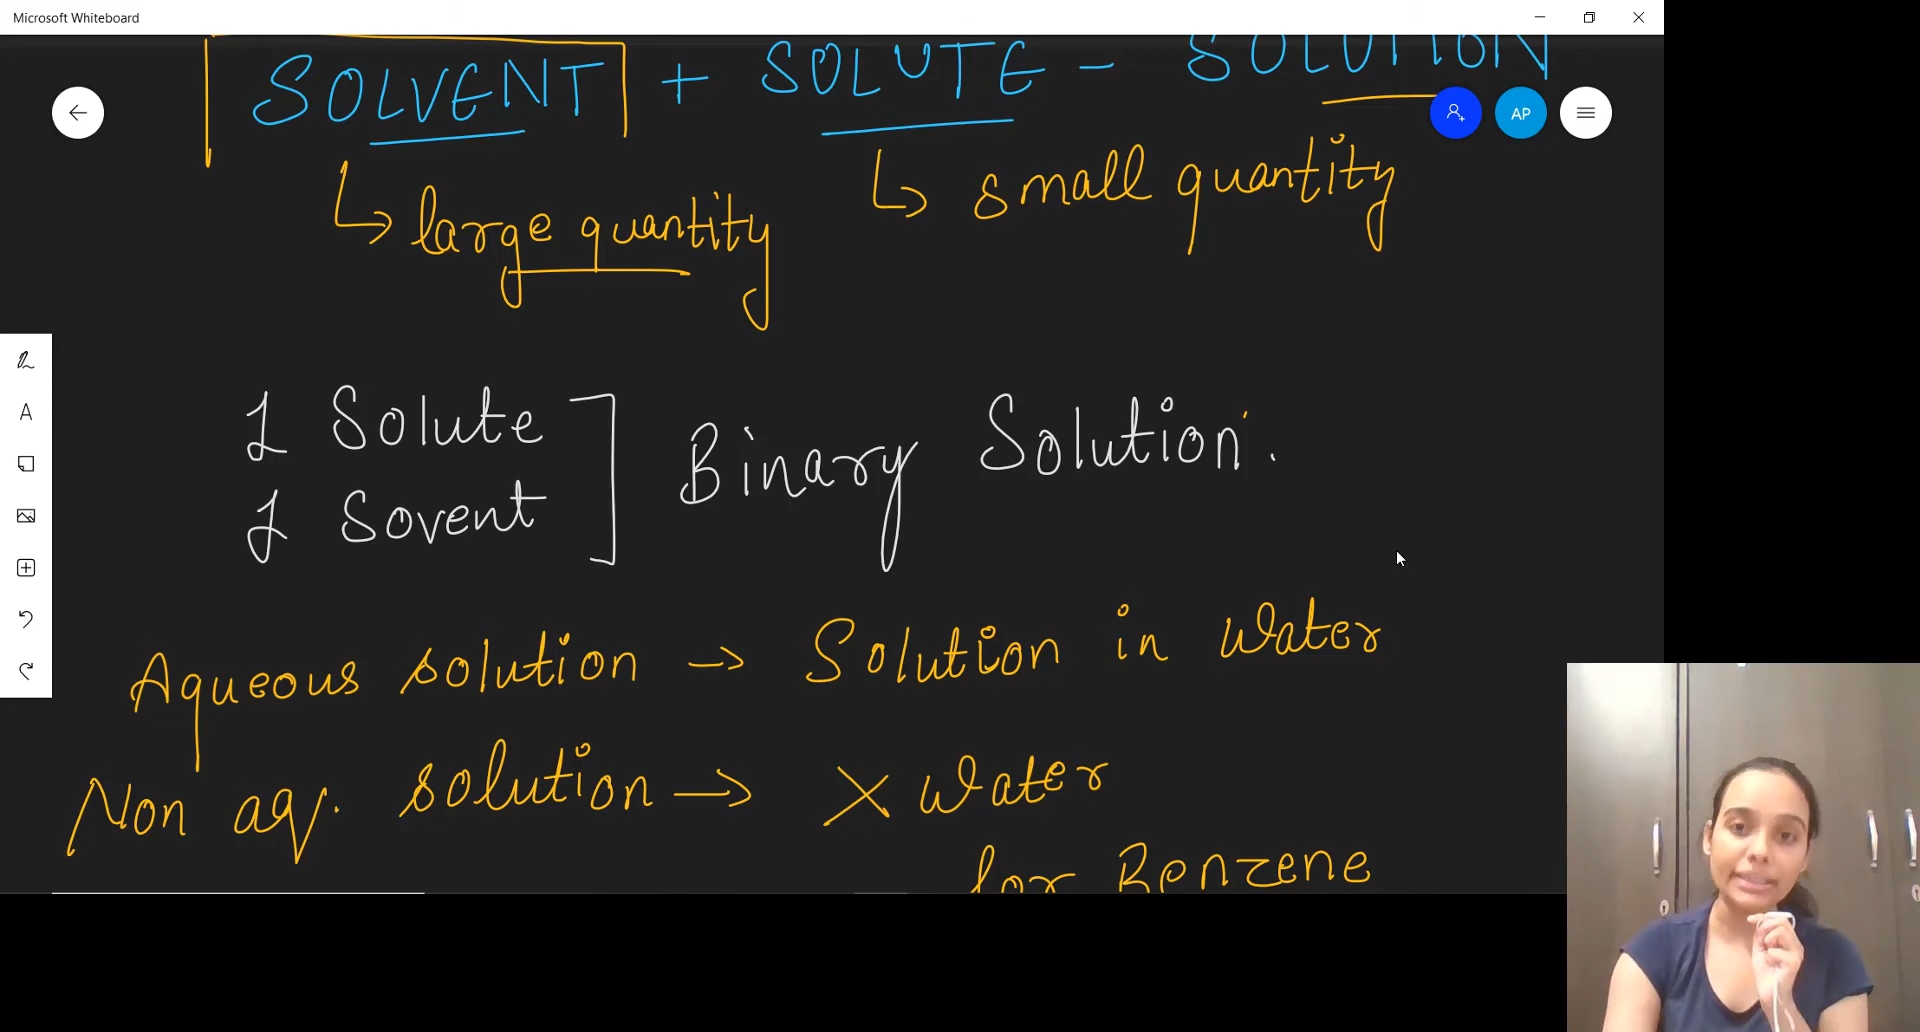 Microsoft Whiteboard
SOLVENT + SOLUTE - SOLUTION
AP
large quantity
small quantity
1 Solute
1 Sovent
Binary Solution.
A
Aqueous solution → Solution in water
Non aq. solution → X water
for Benzene